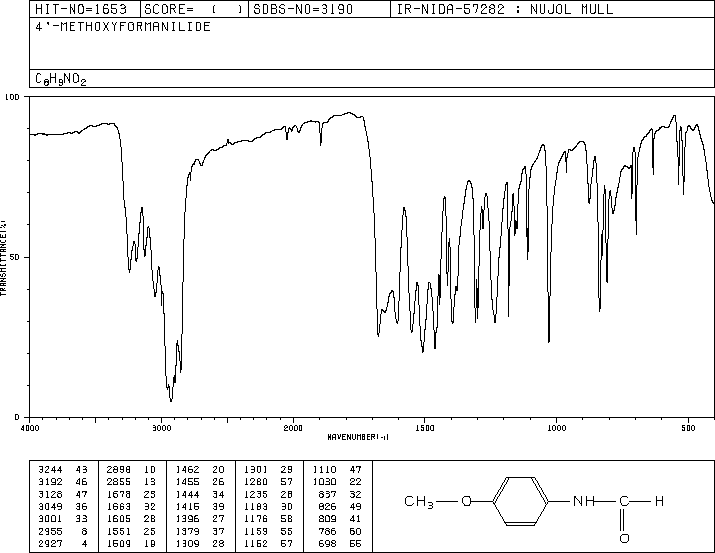 HIT-NO=1653 SCORE= ( ) SDBS-NO=3190 IR-NIDA-57282 : NUJOL MULL
4'-METHOXYFORMANILIDE
C8H9NO2
100
50
0
TRANSMITTANCE(%)
4000 3000 2000 1500 1000 500
WAVENUMBER(-1)
3244 43 2898 10 1462 20 1301 29 1110 47
3192 46 2855 13 1455 26 1280 57 1030 22
3128 47 1678 25 1444 34 1235 28 837 32
3049 36 1653 32 1415 39 1183 30 826 49
3001 33 1605 28 1396 27 1176 58 809 41
2955 8 1551 25 1379 37 1159 55 786 60
2927 4 1509 19 1309 28 1152 57 698 55
CH3 O NH C H
O